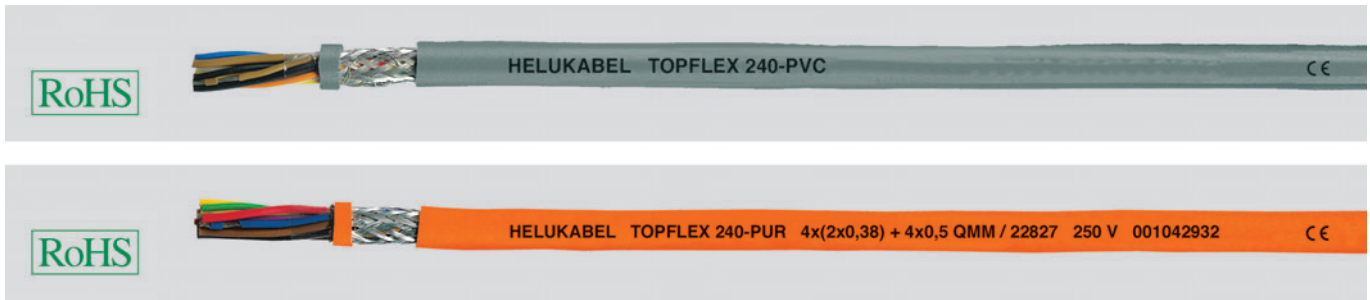 HELUKABEL TOPFLEX 240-PVC CE
RoHS
HELUKABEL TOPFLEX 240-PUR 4x(2x0,38) + 4x0,5 QMM / 22827 250 V 001042932 CE
RoHS